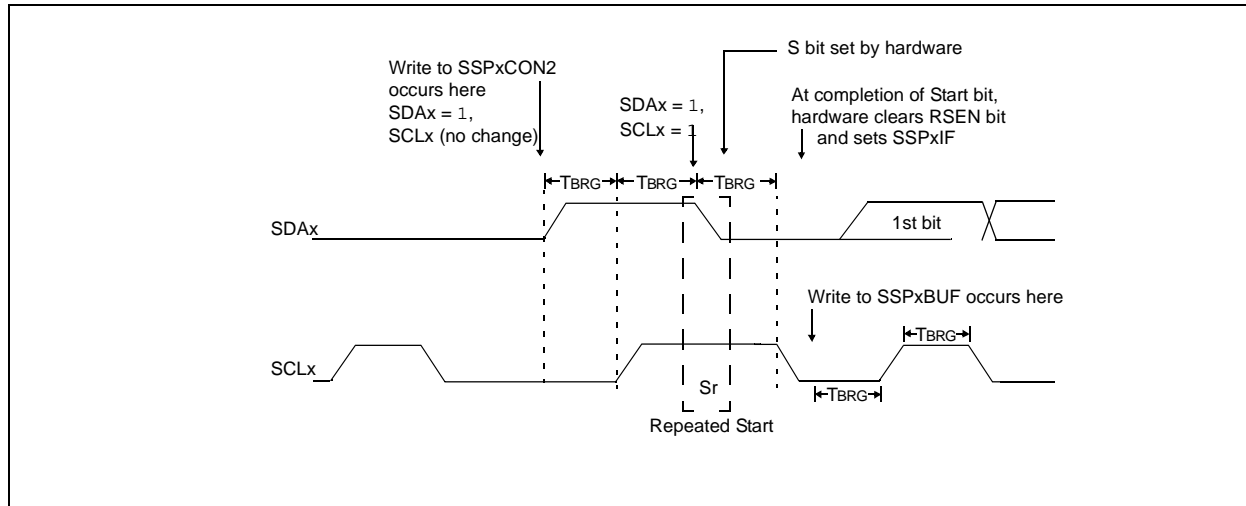 S bit set by hardware
Write to SSPxCON2
occurs here
SDAx = 1,
SCLx (no change)
SDAx = 1,
SCLx = 1
At completion of Start bit,
hardware clears RSEN bit
and sets SSPxIF
TBRG
TBRG
TBRG
SDAx
1st bit
Write to SSPxBUF occurs here
TBRG
SCLx
Sr
TBRG
Repeated Start